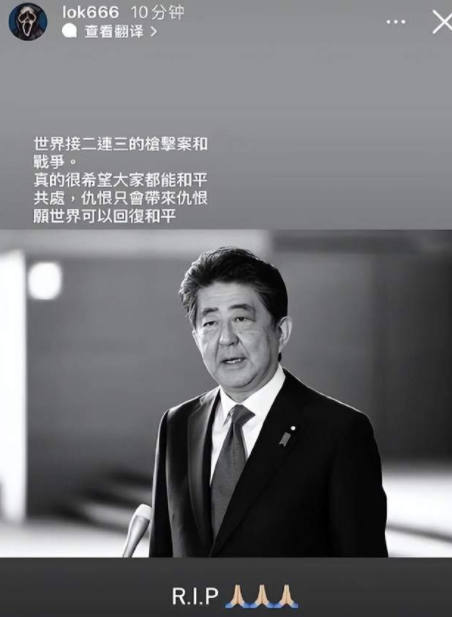 lok666 10分钟
查看翻译
世界接二連三的槍擊案和
戰爭。
真的很希望大家都能和平
共處，仇恨只會帶來仇恨
願世界可以回復和平
R.I.P 🙏🏼🙏🏼🙏🏼